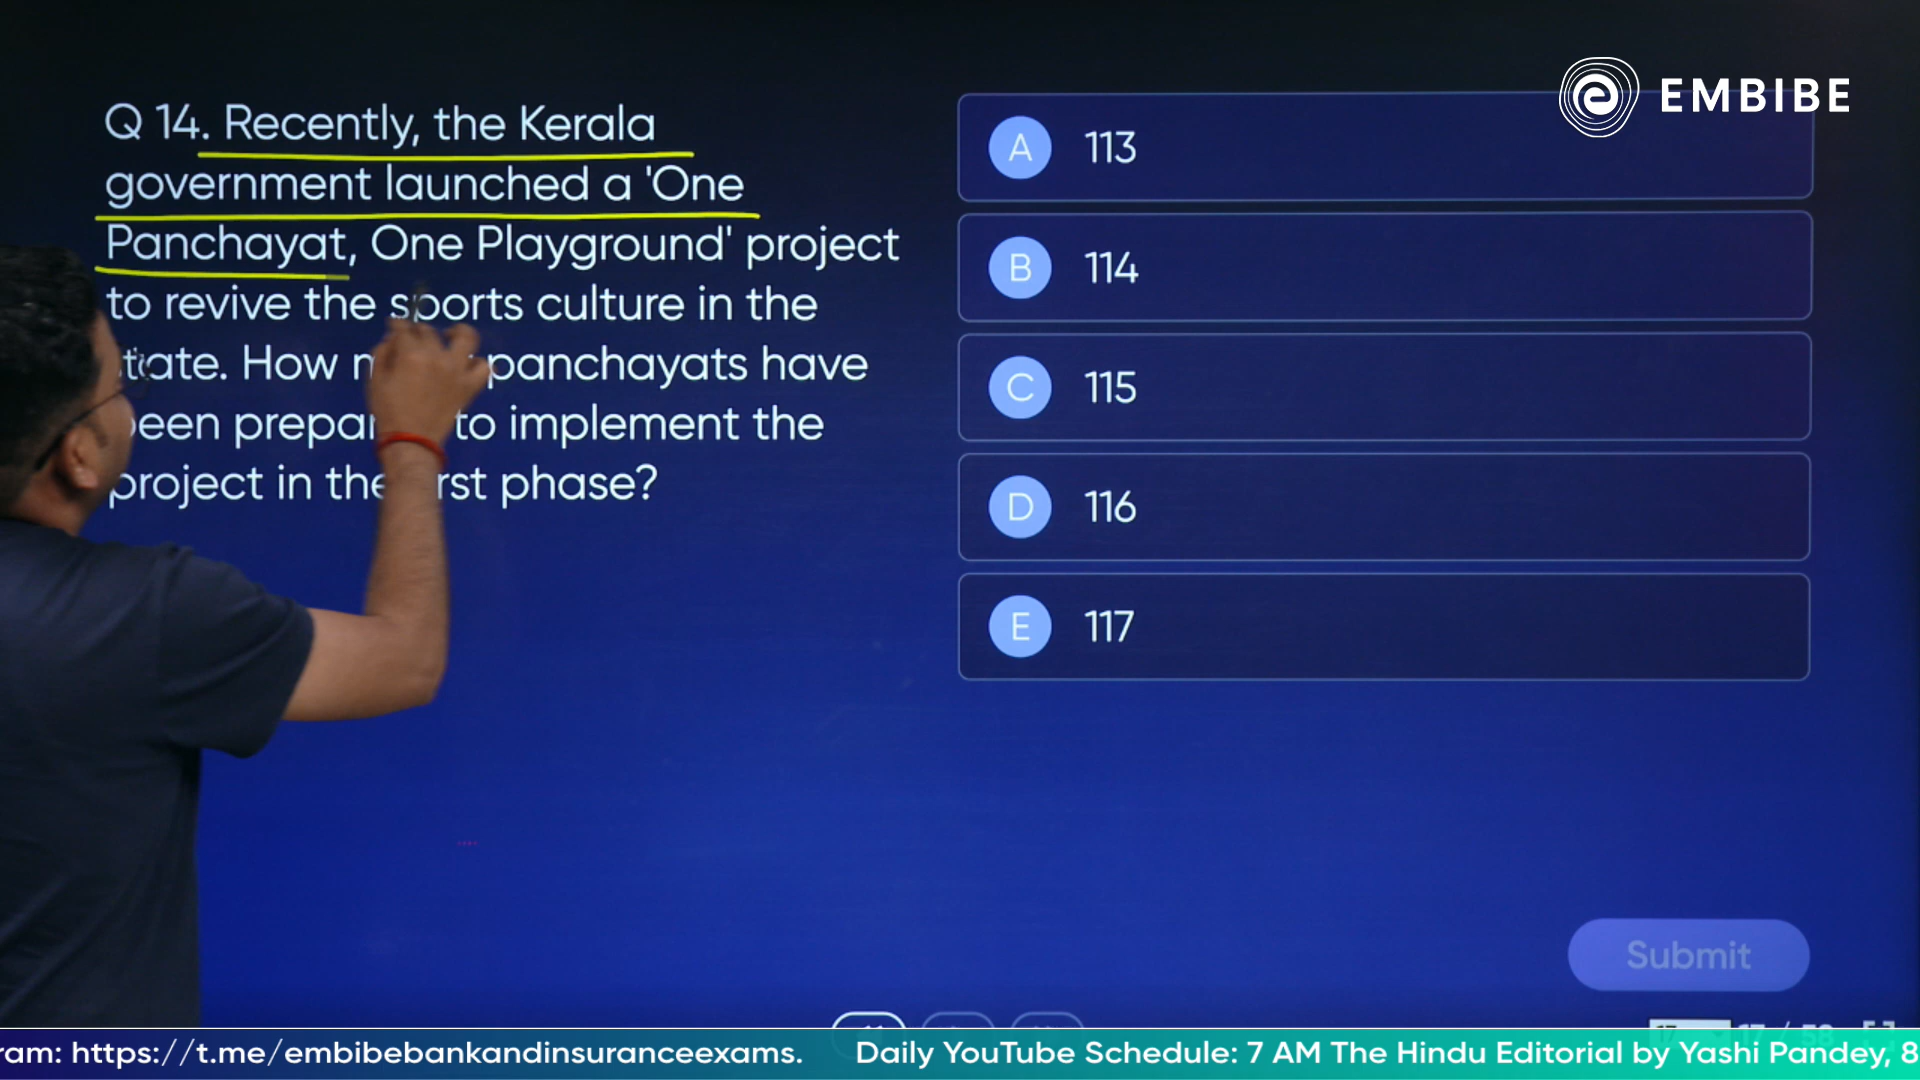 EMBIBE
Q 14. Recently, the Kerala
government launched a 'One
Panchayat, One Playground' project
to revive the sports culture in the
How panchayats have
to implement the
project in the phase?
A 113
B 114
C 115
D 116
E 117
Submit
https://t.me/embibebankandinsuranceexams. Daily YouTube Schedule: 7 AM The Hindu Editorial by Yashi Pandey, 8